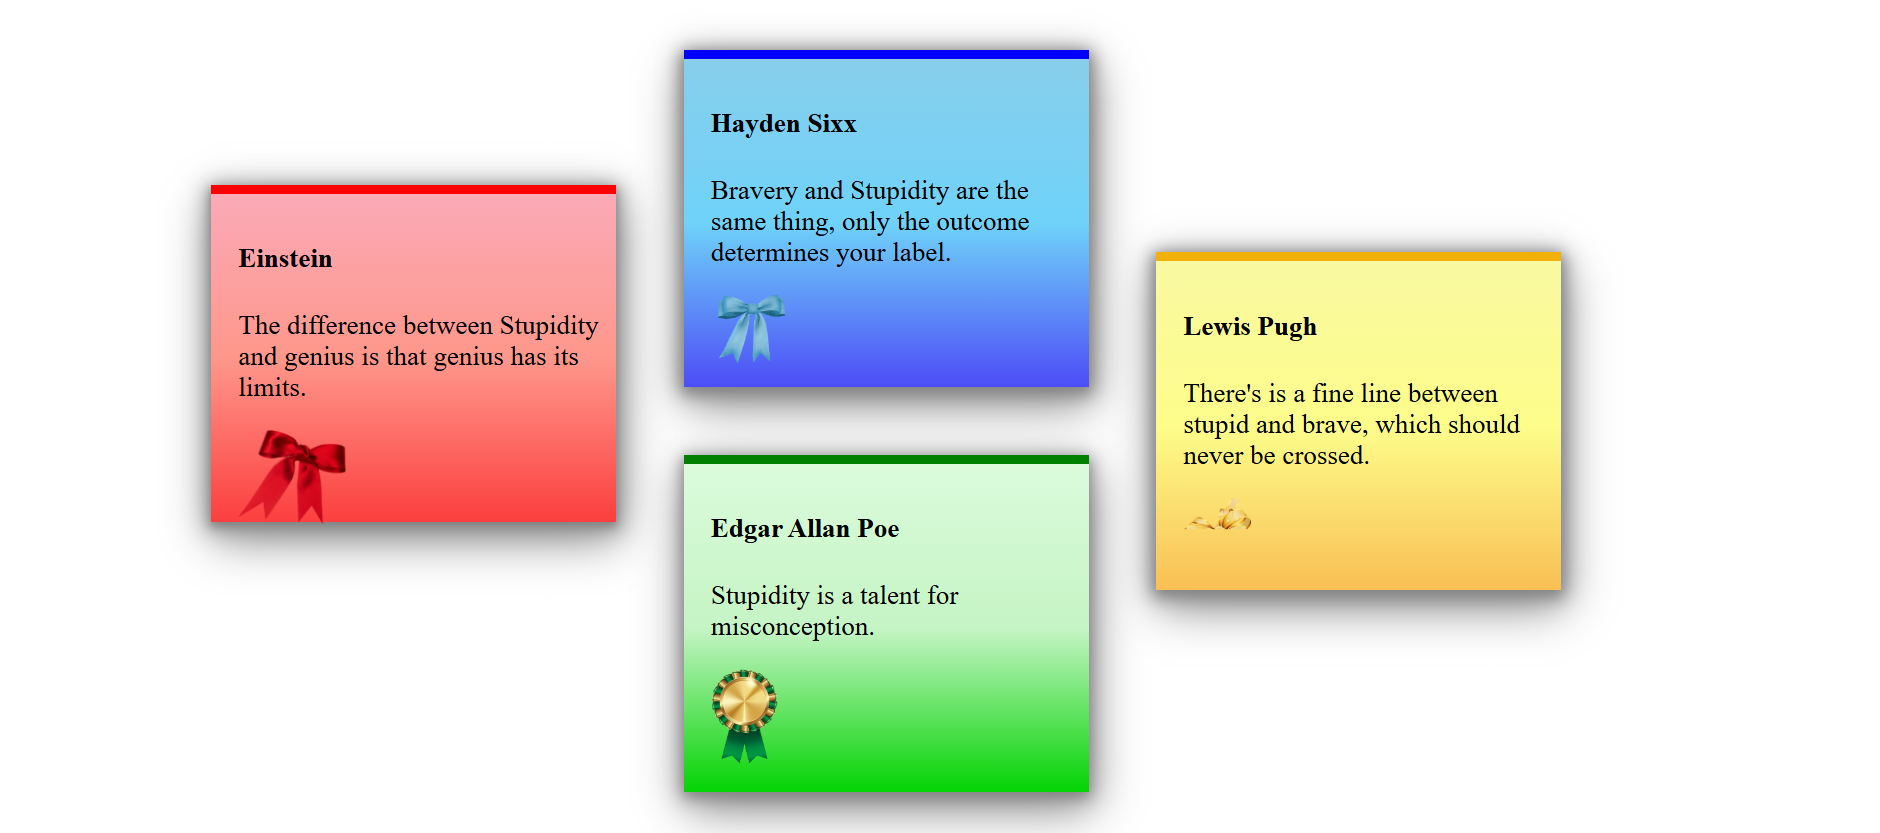 Einstein
The difference between Stupidity
and genius is that genius has its
limits.
Hayden Sixx
Bravery and Stupidity are the
same thing, only the outcome
determines your label.
Edgar Allan Poe
Stupidity is a talent for
misconception.
Lewis Pugh
There's is a fine line between
stupid and brave, which should
never be crossed.